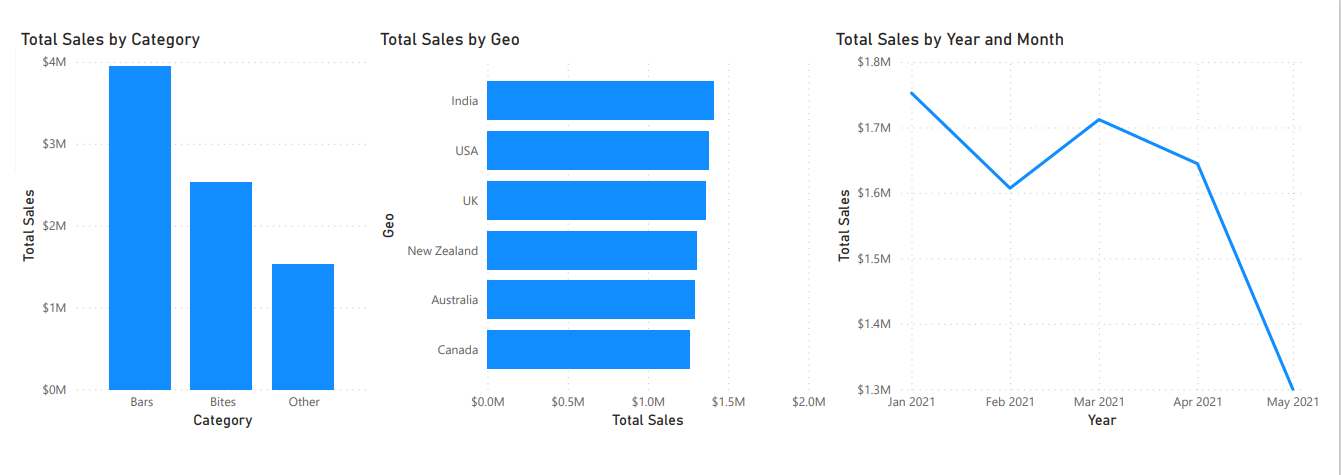 Total Sales by Category
$4M
$3M
$2M
$1M
$0M
Total Sales
Bars Bites Other
Category
Total Sales by Geo
India
USA
UK
New Zealand
Australia
Canada
Geo
$0.0M $0.5M $1.0M $1.5M $2.0M
Total Sales
Total Sales by Year and Month
$1.8M
$1.7M
$1.6M
$1.5M
$1.4M
$1.3M
Total Sales
Jan 2021 Feb 2021 Mar 2021 Apr 2021 May 2021
Year